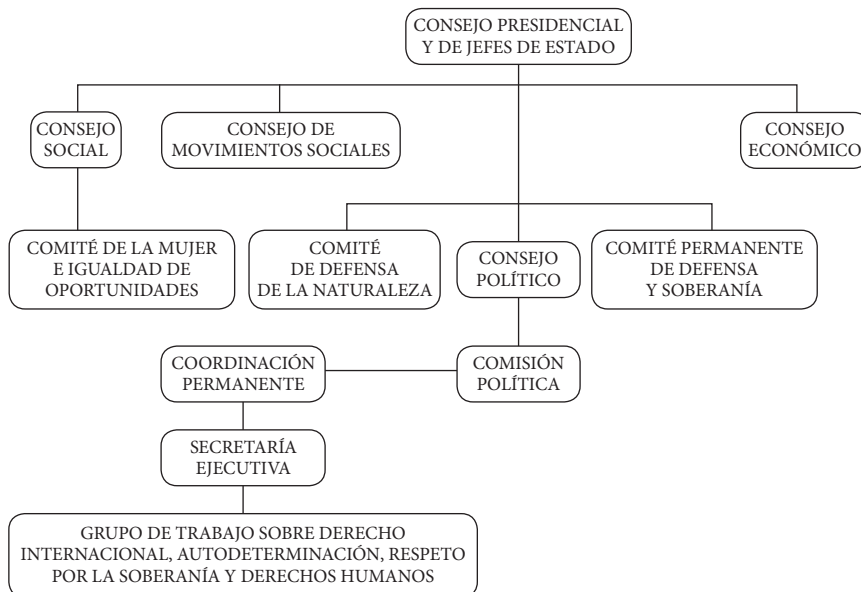 CONSEJO PRESIDENCIAL
Y DE JEFES DE ESTADO
CONSEJO
SOCIAL
CONSEJO DE
MOVIMIENTOS SOCIALES
CONSEJO
ECONÓMICO
COMITÉ DE LA MUJER
E IGUALDAD DE
OPORTUNIDADES
COMITÉ
DE DEFENSA
DE LA NATURALEZA
CONSEJO
POLÍTICO
COMITÉ PERMANENTE
DE DEFENSA
Y SOBERANÍA
COORDINACIÓN
PERMANENTE
COMISIÓN
POLÍTICA
SECRETARÍA
EJECUTIVA
GRUPO DE TRABAJO SOBRE DERECHO
INTERNACIONAL, AUTODETERMINACIÓN, RESPETO
POR LA SOBERANÍA Y DERECHOS HUMANOS